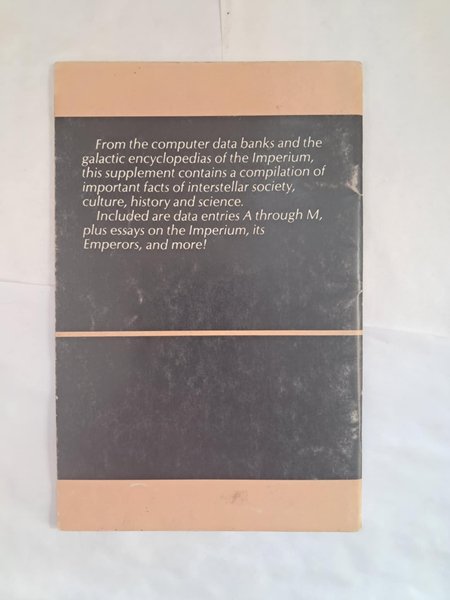 From the computer data banks and the
galactic encyclopedias of the Imperium,
this supplement contains a compilation of
important facts of interstellar society,
culture, history and science.
Included are data entries A through M,
plus essays on the Imperium, its
Emperors, and more!